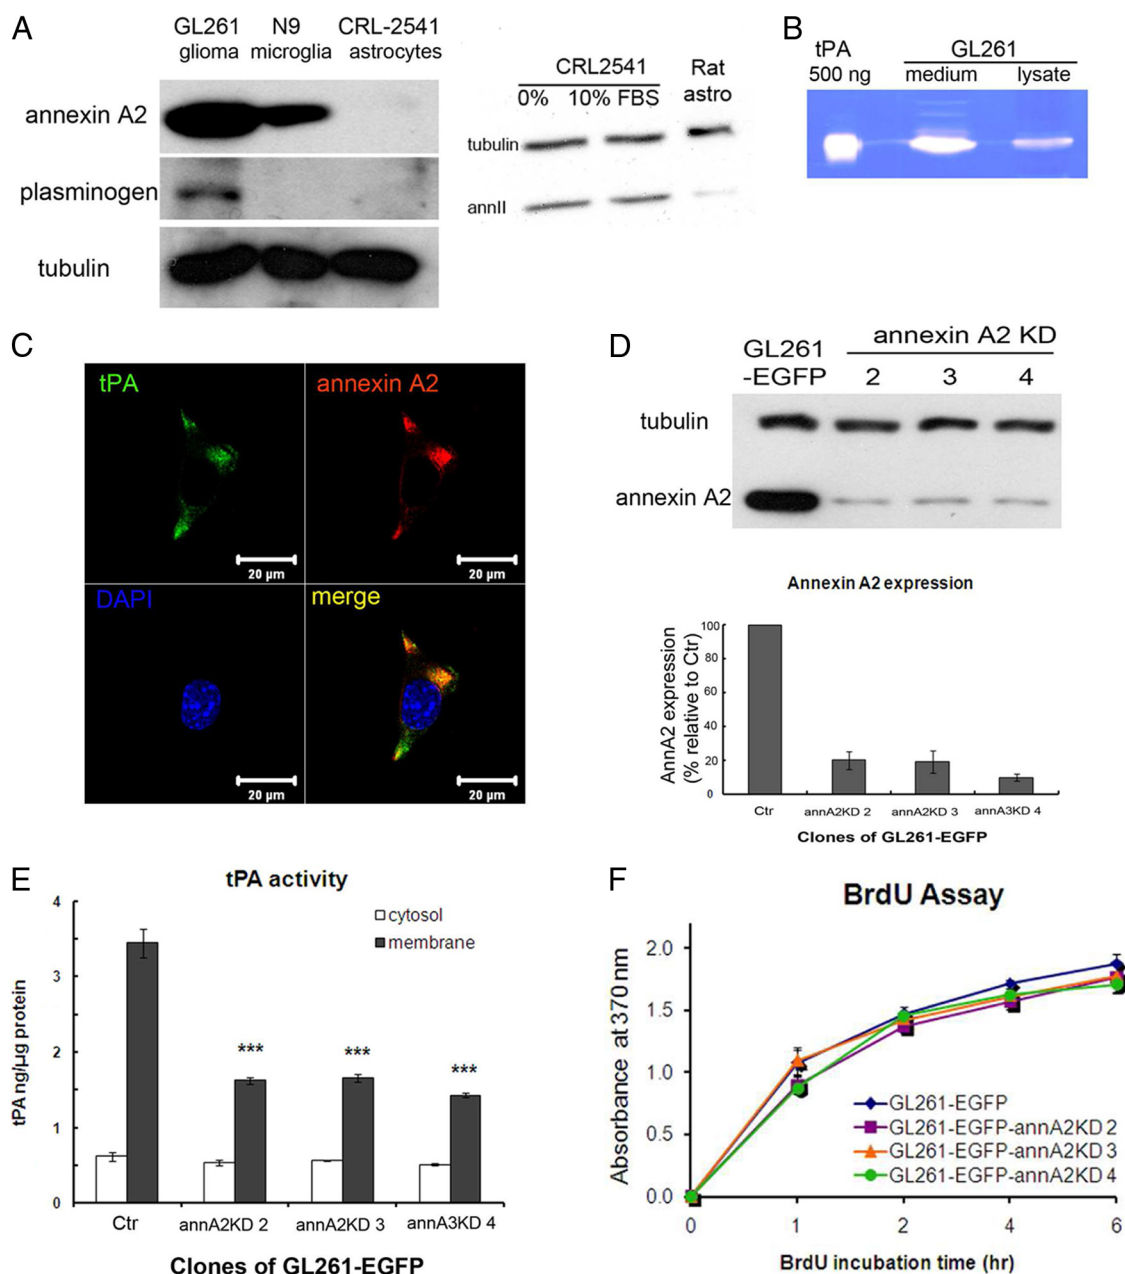 A
GL261 N9 CRL-2541
glioma microglia astrocytes
annexin A2
plasminogen
tubulin
CRL2541 Rat
0% 10% FBS astro
tubulin
annII
B
tPA GL261
500 ng medium lysate
C
tPA
annexin A2
20 µm
20 µm
DAPI
merge
20 µm
20 µm
D
GL261 annexin A2 KD
-EGFP 2 3 4
tubulin
annexin A2
Annexin A2 expression
AnnA2 expression
(% relative to Ctr)
100
80
60
40
20
0
Ctr annA2KD 2 annA2KD 3 annA3KD 4
Clones of GL261-EGFP
E
tPA activity
tPA ng/µg protein
4
3
2
1
0
cytosol
membrane
*** *** ***
Ctr annA2KD 2 annA2KD 3 annA3KD 4
Clones of GL261-EGFP
F
BrdU Assay
Absorbance at 370 nm
2.0
1.5
1.0
0.5
0.0
GL261-EGFP
GL261-EGFP-annA2KD 2
GL261-EGFP-annA2KD 3
GL261-EGFP-annA2KD 4
0 1 2 4 6
BrdU incubation time (hr)